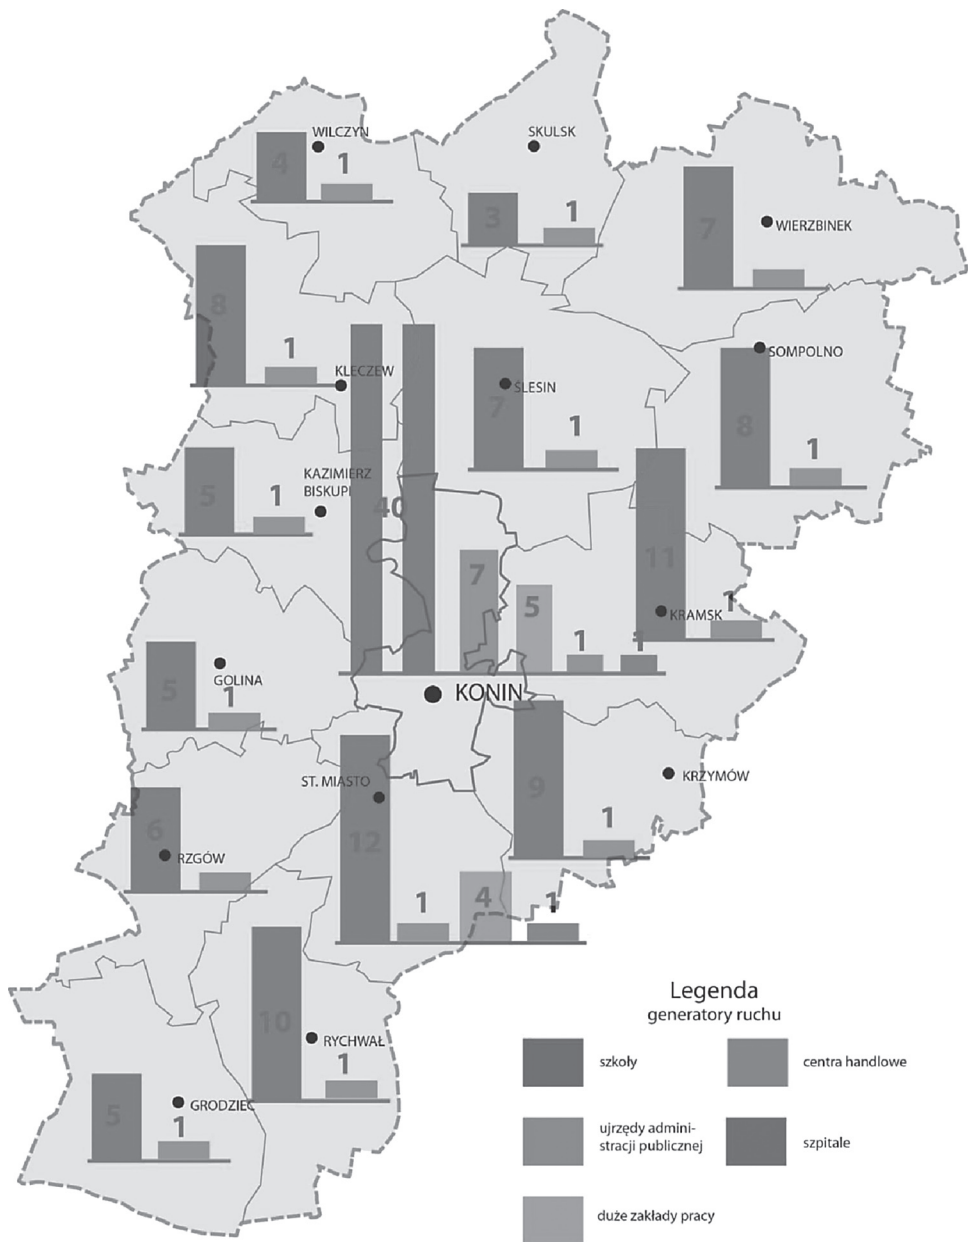 WILCZYN
4
1
SKULSK
3
1
7
WIERZBINEK
8
1
KLECZEW
7
ŚLESIN
1
SOMPOLNO
8
1
KAZIMIERZ
BISKUPI
5
1
40
7
5
1
1
11
KRAMSK
1
GOLINA
5
1
KONIN
ST. MIASTO
12
1
4
1
9
1
KRZYMÓW
6
RZGÓW
10
RYCHWAŁ
1
5
GRODZIEC
1
Legenda
generatory ruchu
szkoły
centra handlowe
ujrzędy admini-
stracji publicznej
szpitale
duże zakłady pracy